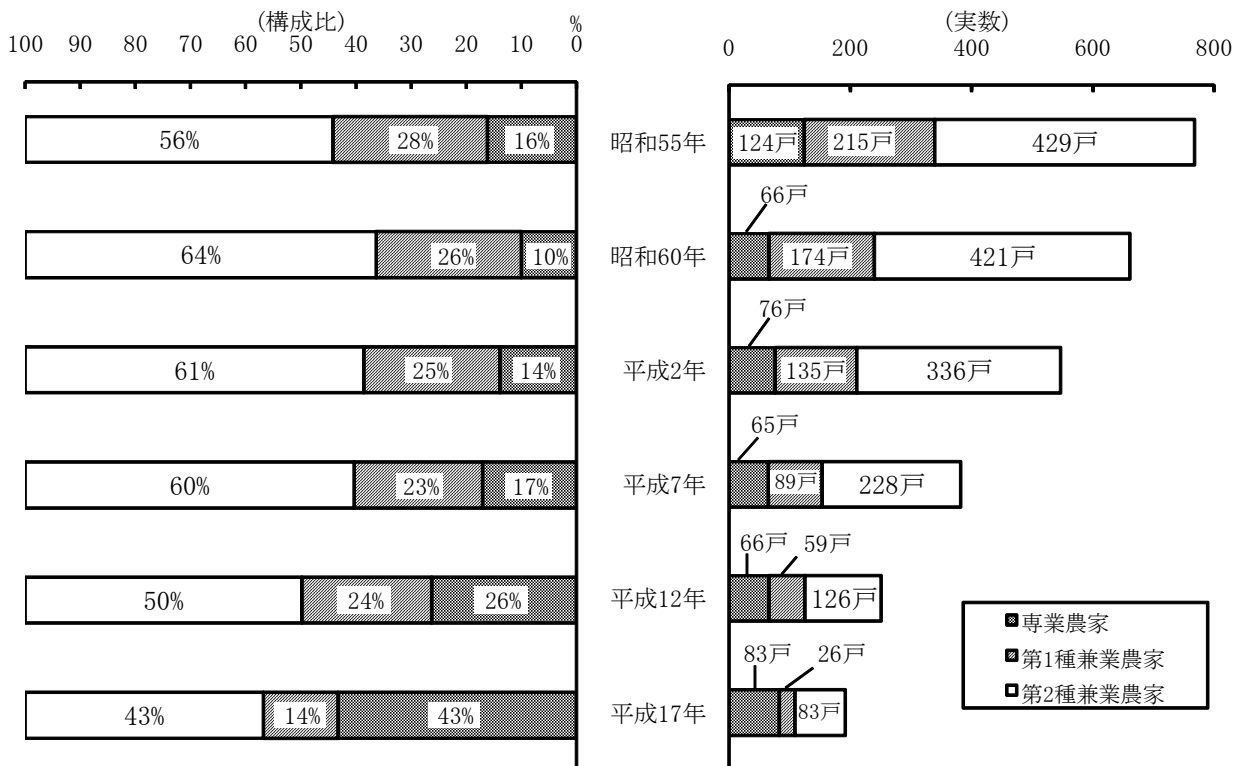 (構成比)
%
100 90 80 70 60 50 40 30 20 10 0
(実数)
0 200 400 600 800
56% 28% 16% 昭和55年 124戸 215戸 429戸
66戸
64% 26% 10% 昭和60年 174戸 421戸
76戸
61% 25% 14% 平成2年 135戸 336戸
65戸
60% 23% 17% 平成7年 89戸 228戸
66戸 59戸
50% 24% 26% 平成12年 126戸
83戸 26戸
43% 14% 43% 平成17年 83戸
専業農家
第1種兼業農家
第2種兼業農家